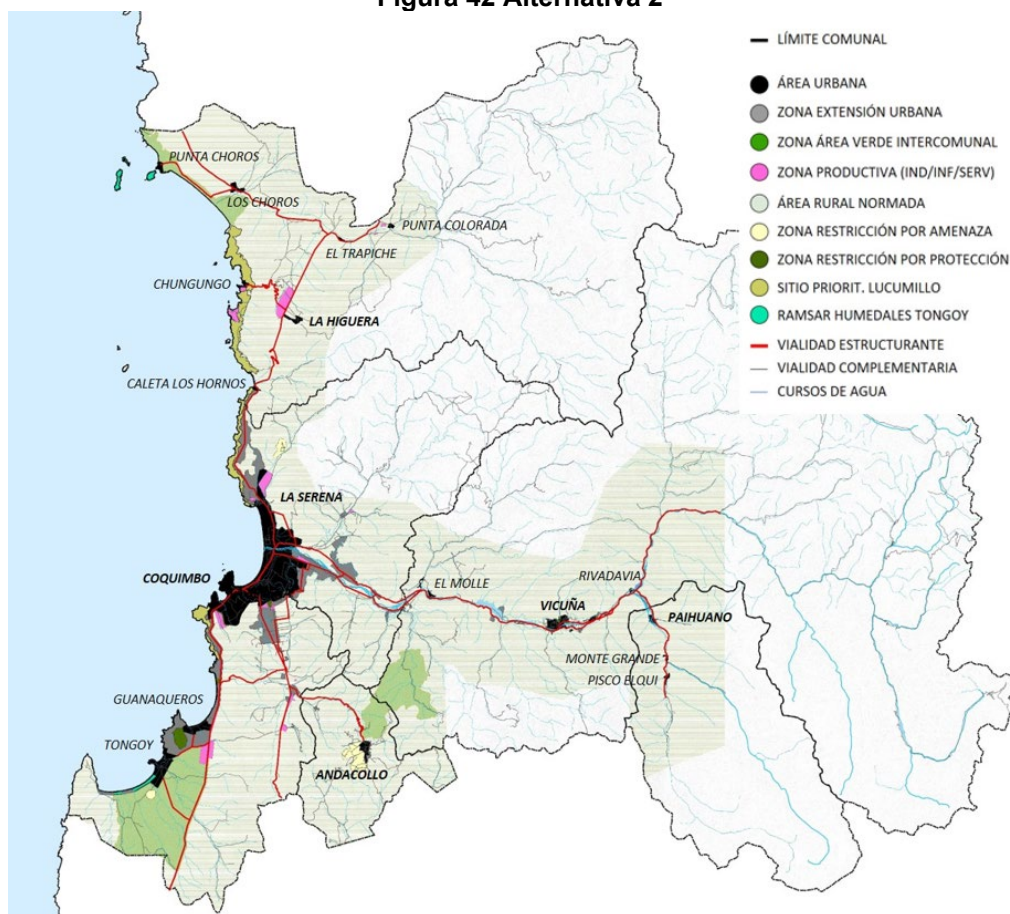 Figura 42 Alternativa 2
LÍMITE COMUNAL
ÁREA URBANA
ZONA EXTENSIÓN URBANA
ZONA ÁREA VERDE INTERCOMUNAL
ZONA PRODUCTIVA (IND/INF/SERV)
ÁREA RURAL NORMADA
ZONA RESTRICCIÓN POR AMENAZA
ZONA RESTRICCIÓN POR PROTECCIÓN
SITIO PRIORIT. LUCUMILLO
RAMSAR HUMEDALES TONGOY
VIALIDAD ESTRUCTURANTE
VIALIDAD COMPLEMENTARIA
CURSOS DE AGUA
PUNTA CHOROS
LOS CHOROS
PUNTA COLORADA
EL TRAPICHE
CHUNGUNGO
LA HIGUERA
CALETA LOS HORNOS
LA SERENA
COQUIMBO
EL MOLLE
RIVADAVIA
VICUÑA
PAIHUANO
MONTE GRANDE
PISCO ELQUI
GUANAQUEROS
TONGOY
ANDACOLLO